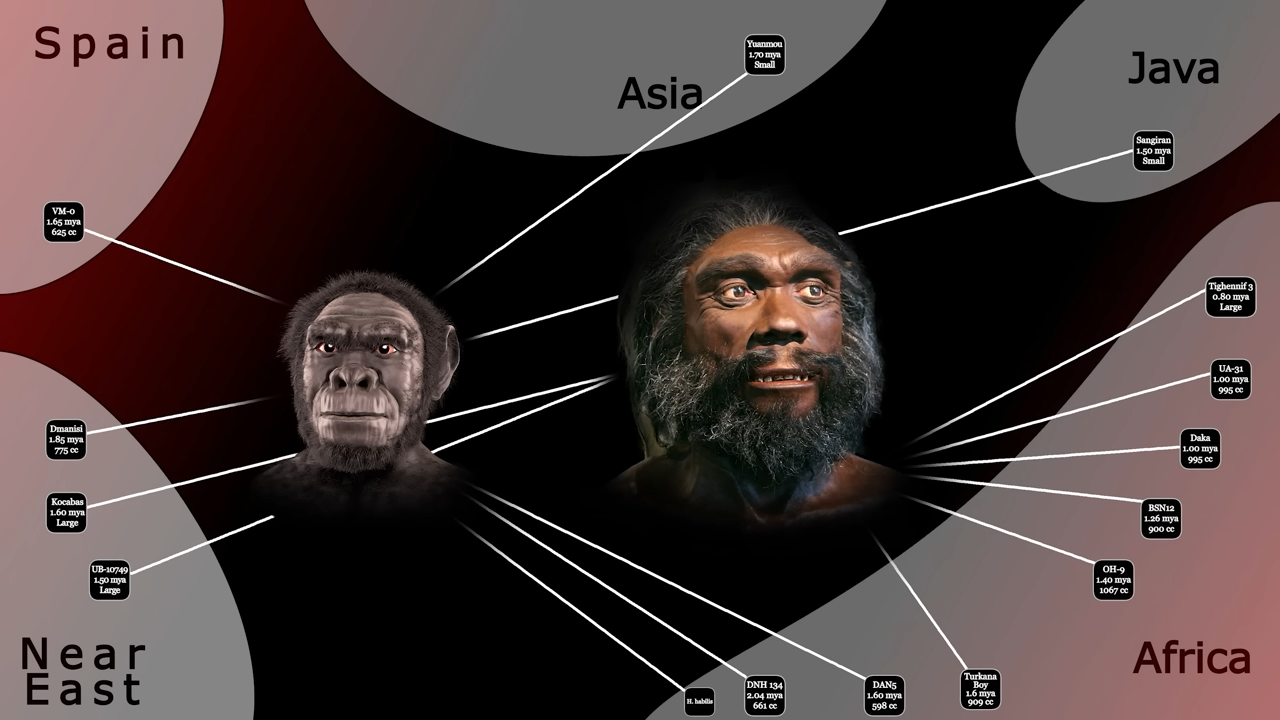 Spain
Yuanmou
1.70 mya
Small
Asia
Java
Sangiran
1.50 mya
Small
VM-0
1.65 mya
625 cc
Tighennif 3
0.80 mya
Large
UA-31
1.00 mya
995 cc
Dmanisi
1.85 mya
775 cc
Daka
1.00 mya
995 cc
Kocabas
1.60 mya
Large
BSN12
1.26 mya
900 cc
UB-10749
1.50 mya
Large
OH-9
1.40 mya
1067 cc
Near
East
Africa
H. habilis
DNH 134
2.04 mya
661 cc
DAN5
1.60 mya
598 cc
Turkana
Boy
1.6 mya
909 cc